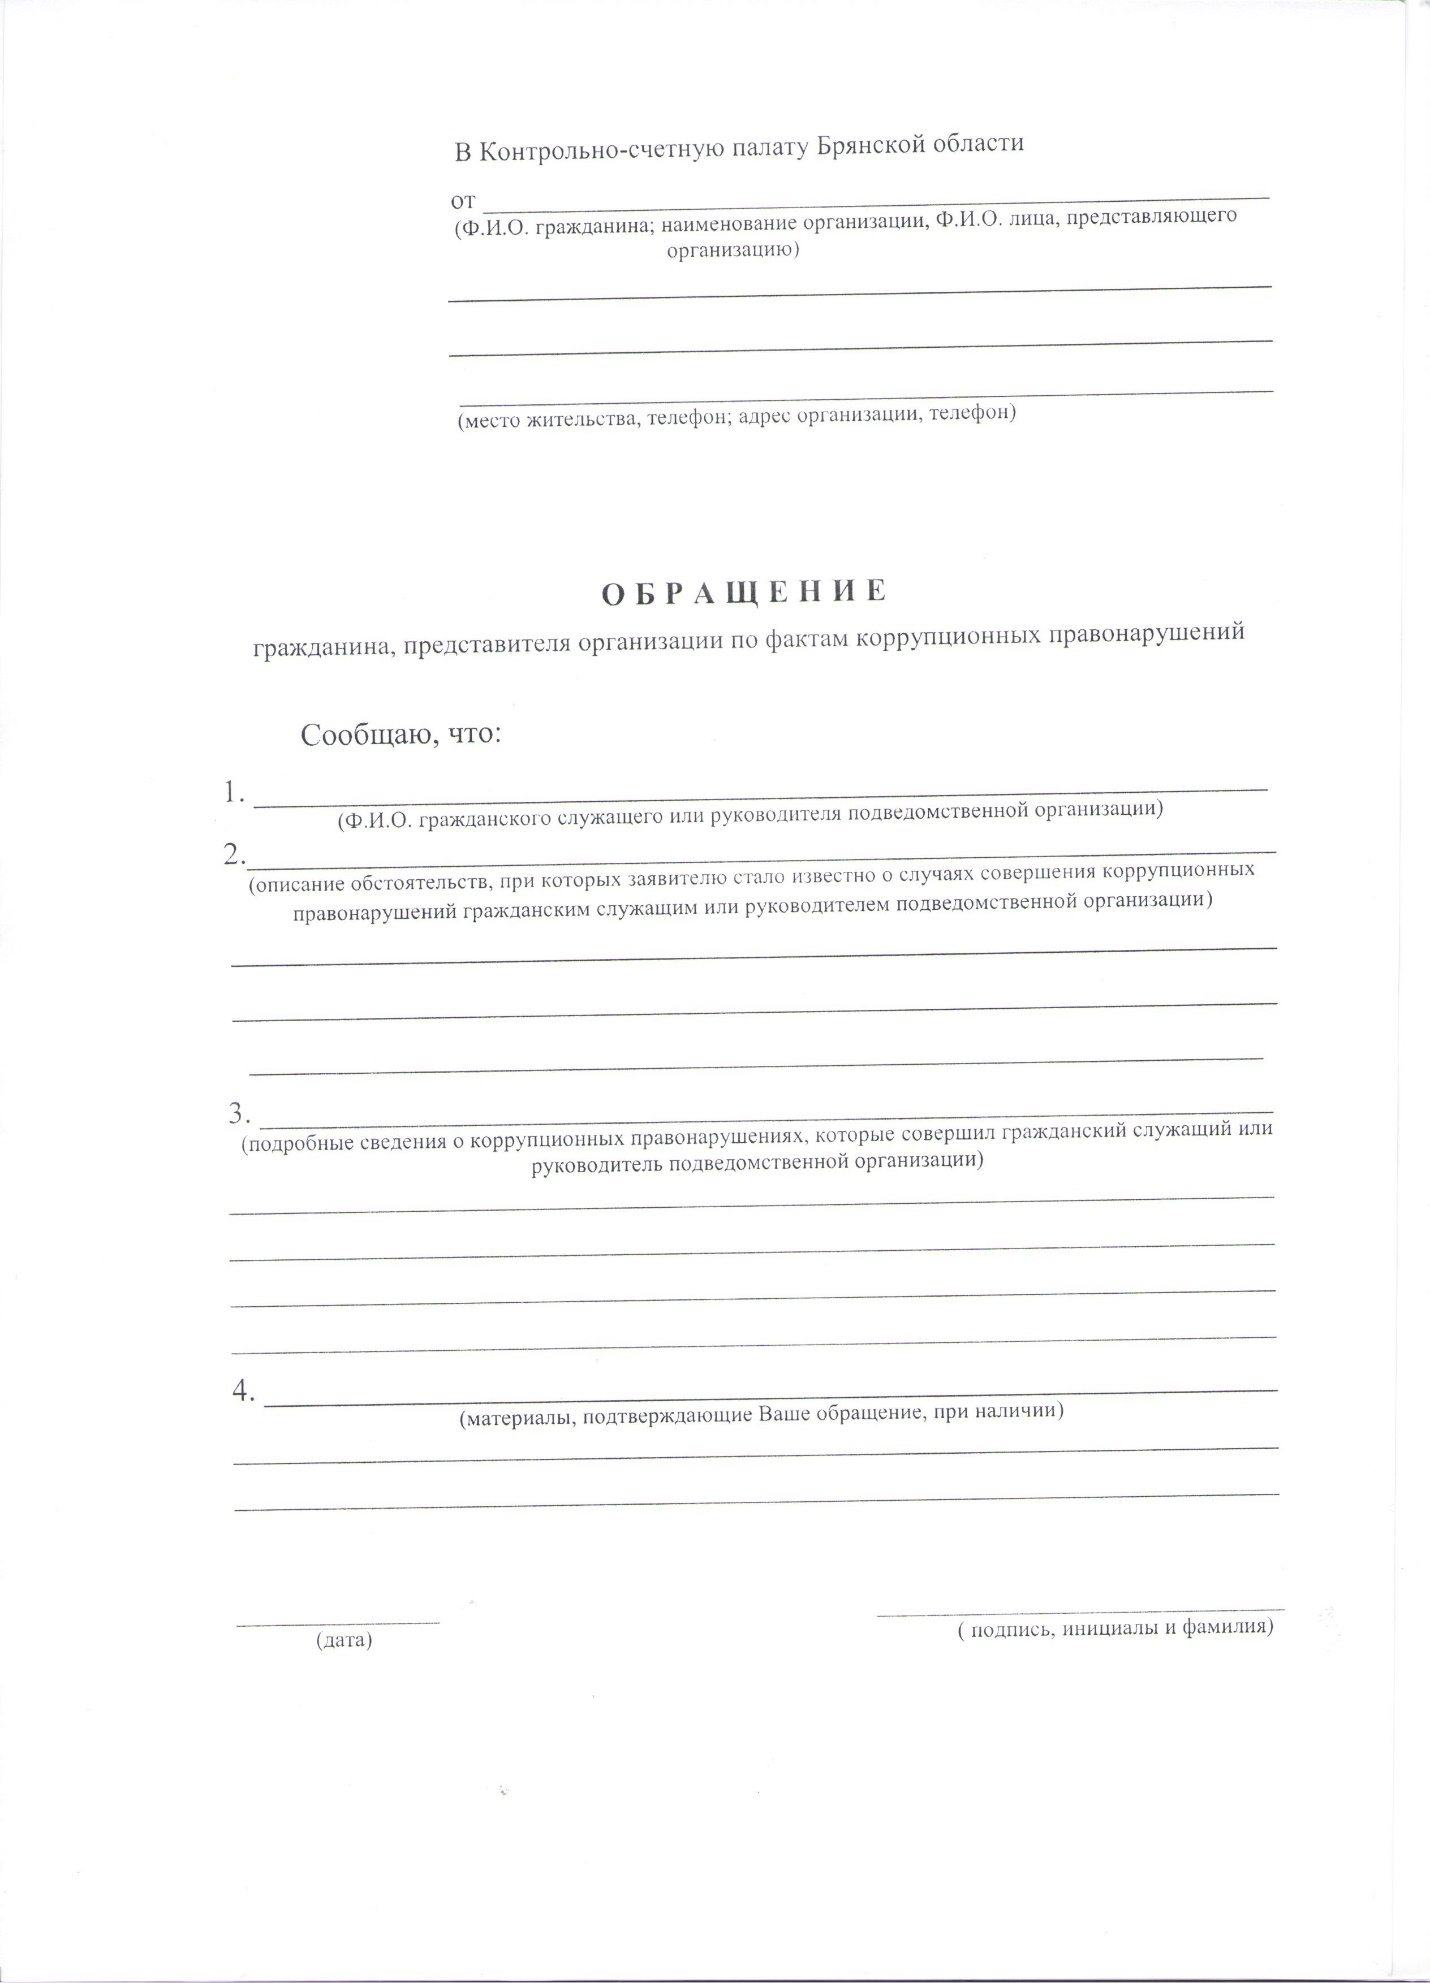 В Контрольно-счетную палату Брянской области
от
(Ф.И.О. гражданина; наименование организации, Ф.И.О. лица, представляющего
организацию)
(место жительства, телефон; адрес организации, телефон)
О Б Р А Щ Е Н И Е
гражданина, представителя организации по фактам коррупционных правонарушений
Сообщаю, что:
1.
(Ф.И.О. гражданского служащего или руководителя подведомственной организации)
2.
(описание обстоятельств, при которых заявителю стало известно о случаях совершения коррупционных
правонарушений гражданским служащим или руководителем подведомственной организации)
3.
(подробные сведения о коррупционных правонарушениях, которые совершил гражданский служащий или
руководитель подведомственной организации)
4.
(материалы, подтверждающие Ваше обращение, при наличии)
(дата)
( подпись, инициалы и фамилия)